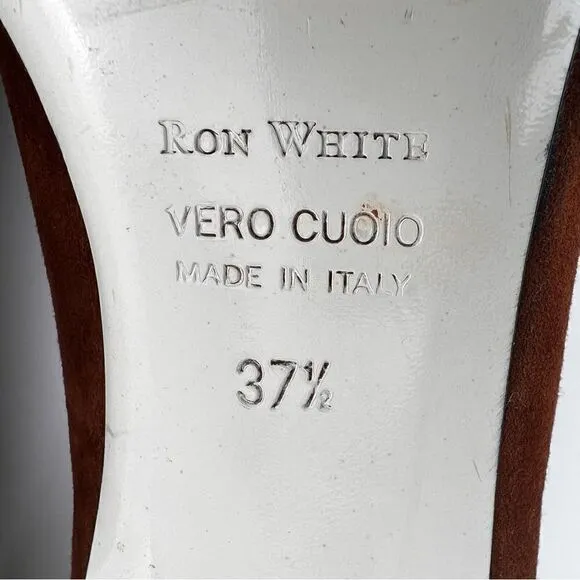 RON WHITE
VERO CUOIO
MADE IN ITALY
37½